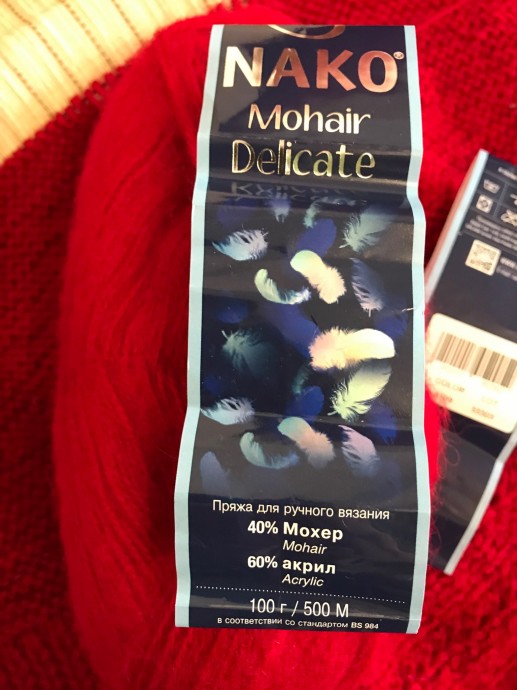 NAKO®
Mohair
Delicate
Пряжа для ручного вязания
40% Мохер
Mohair
60% акрил
Acrylic
100 г / 500 М
в соответствии со стандартом BS 984